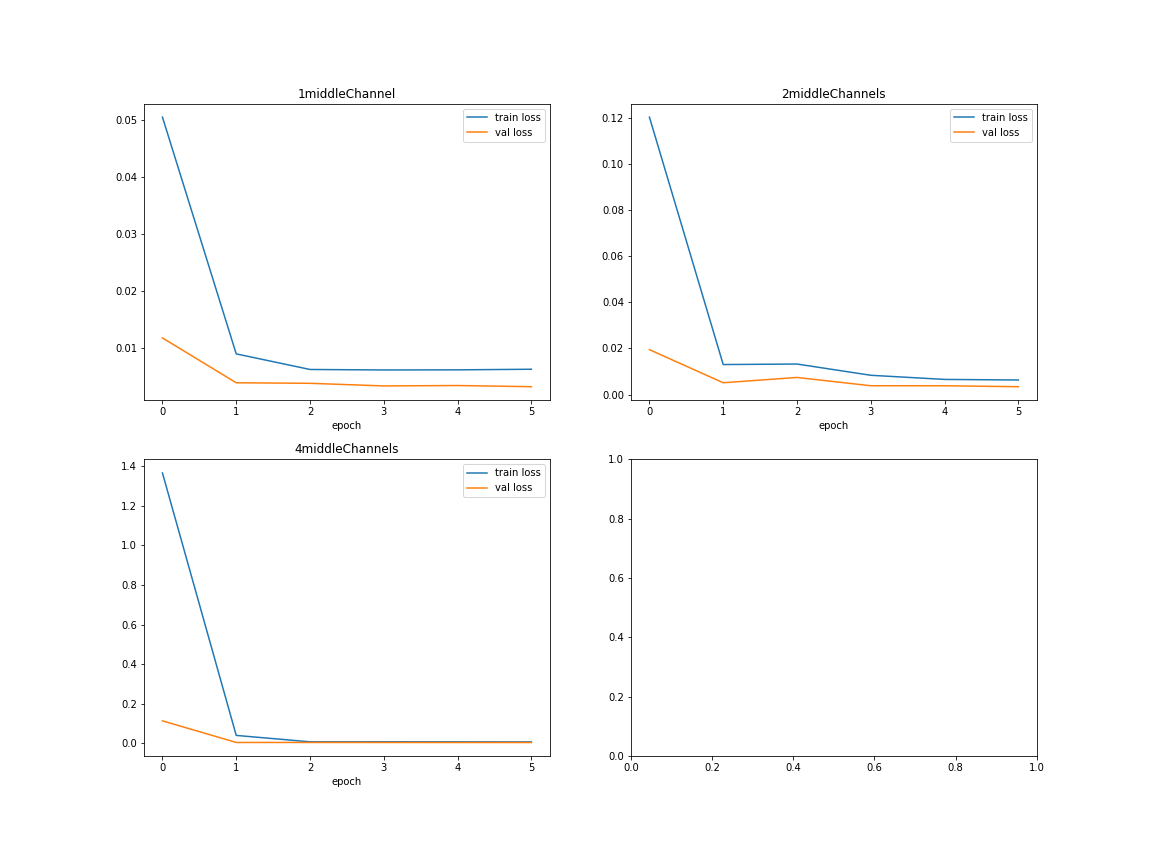 1middleChannel
train loss
val loss
0.05
0.04
0.03
0.02
0.01
0 1 2 3 4 5
epoch
2middleChannels
train loss
val loss
0.12
0.10
0.08
0.06
0.04
0.02
0.00
0 1 2 3 4 5
epoch
4middleChannels
train loss
val loss
1.4
1.2
1.0
0.8
0.6
0.4
0.2
0.0
0 1 2 3 4 5
epoch
1.0
0.8
0.6
0.4
0.2
0.0
0.0 0.2 0.4 0.6 0.8 1.0